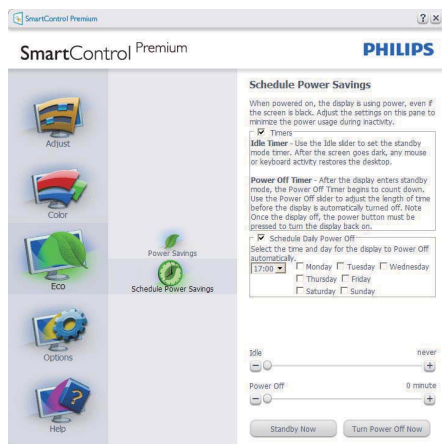 SmartControl Premium
SmartControl Premium
PHILIPS
Adjust
Color
Eco
Options
Help
Power Savings
Schedule Power Savings
Schedule Power Savings
When powered on, the display is using power, even if
the screen is black. Adjust the settings on this pane to
minimize the power usage during inactivity.
Timers
Idle Timer - Use the Idle slider to set the standby
mode timer. After the screen goes dark, any mouse
or keyboard activity restores the desktop.
Power Off Timer - After the display enters standby
mode, the Power Off Timer begins to count down.
Use the Power Off slider to adjust the length of time
before the display is automatically turned off. Note
Once the display off, the power button must be
pressed to turn the display back on.
Schedule Daily Power Off
Select the time and day for the display to Power Off
automatically.
17:00 Monday Tuesday Wednesday
Thursday Friday
Saturday Sunday
Idle never
Power Off 0 minute
Standby Now Turn Power Off Now